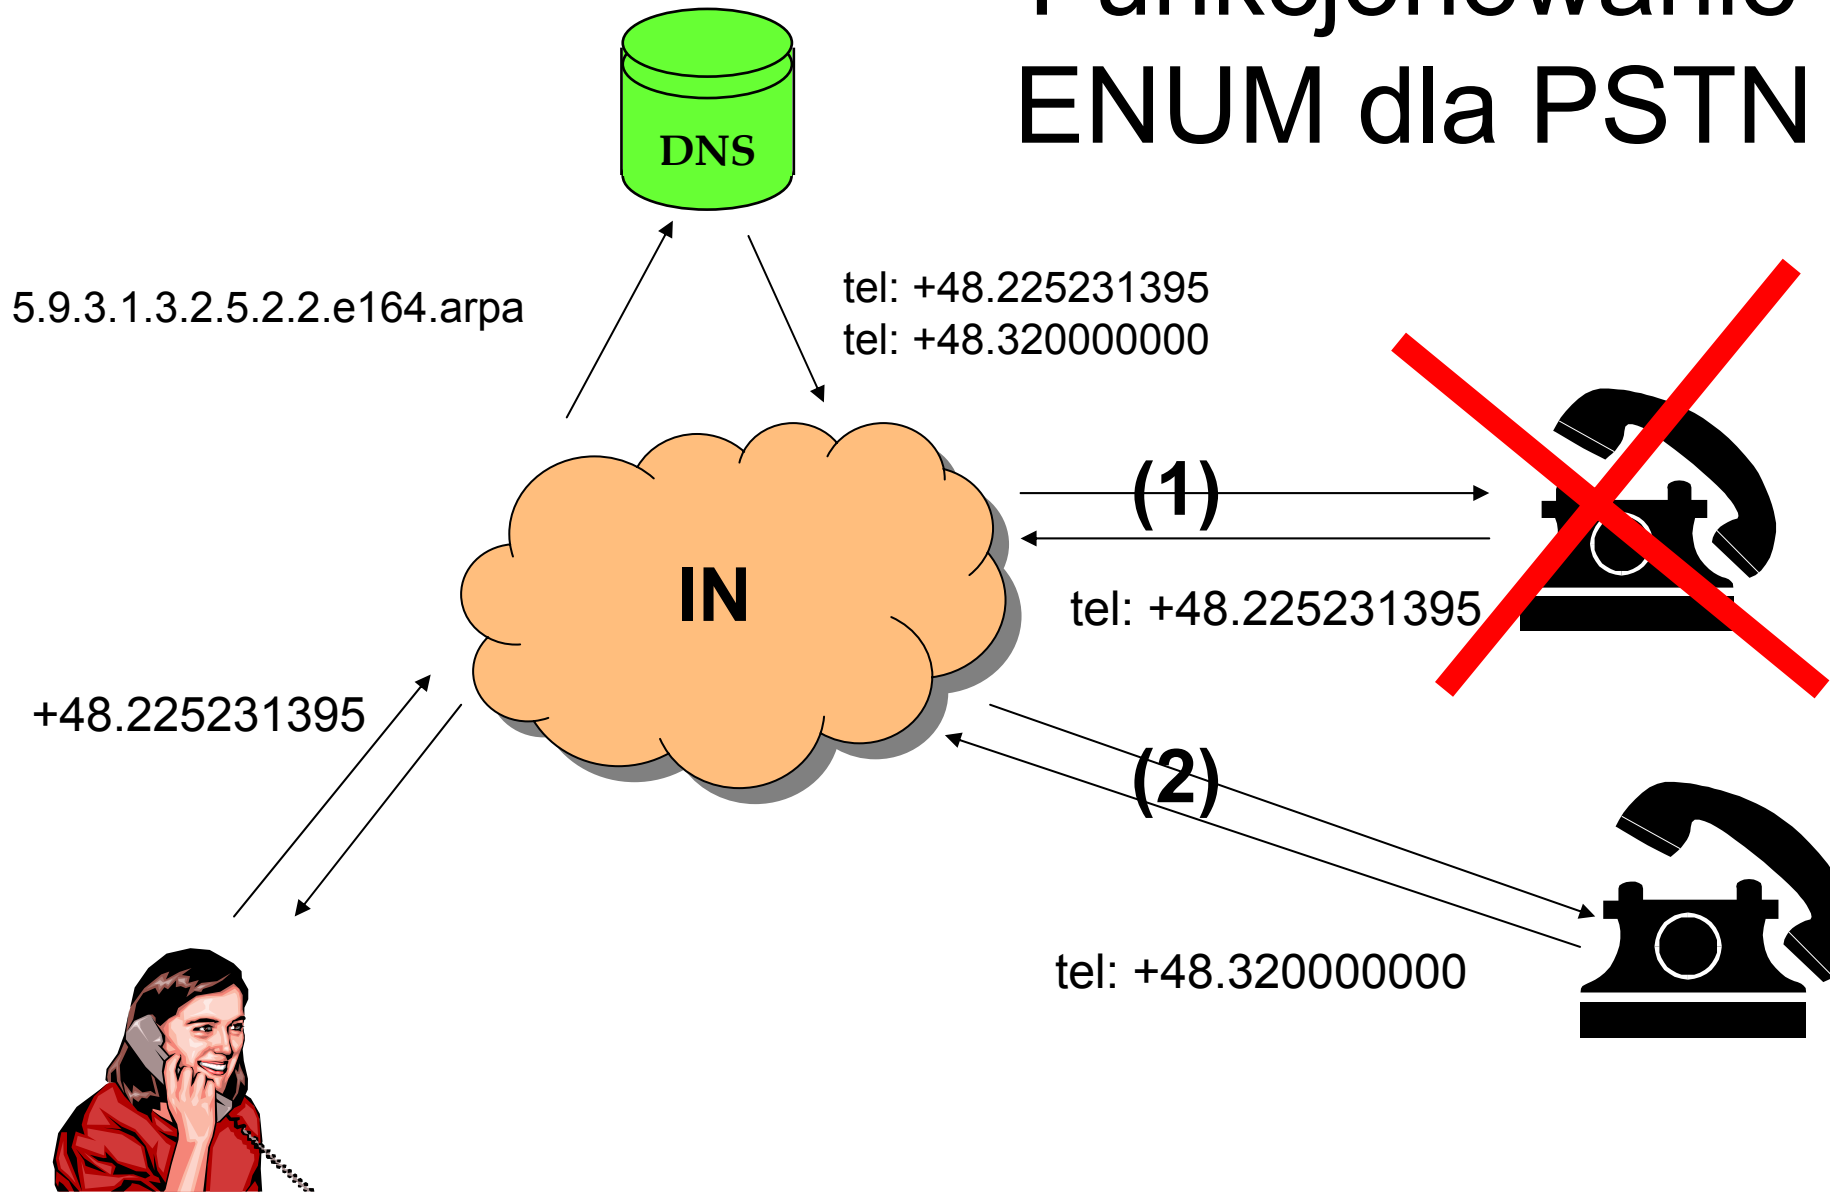 Funkcjonowanie
ENUM dla PSTN
DNS
5.9.3.1.3.2.5.2.2.e164.arpa
tel: +48.225231395
tel: +48.320000000
(1)
IN
tel: +48.225231395
+48.225231395
(2)
tel: +48.320000000